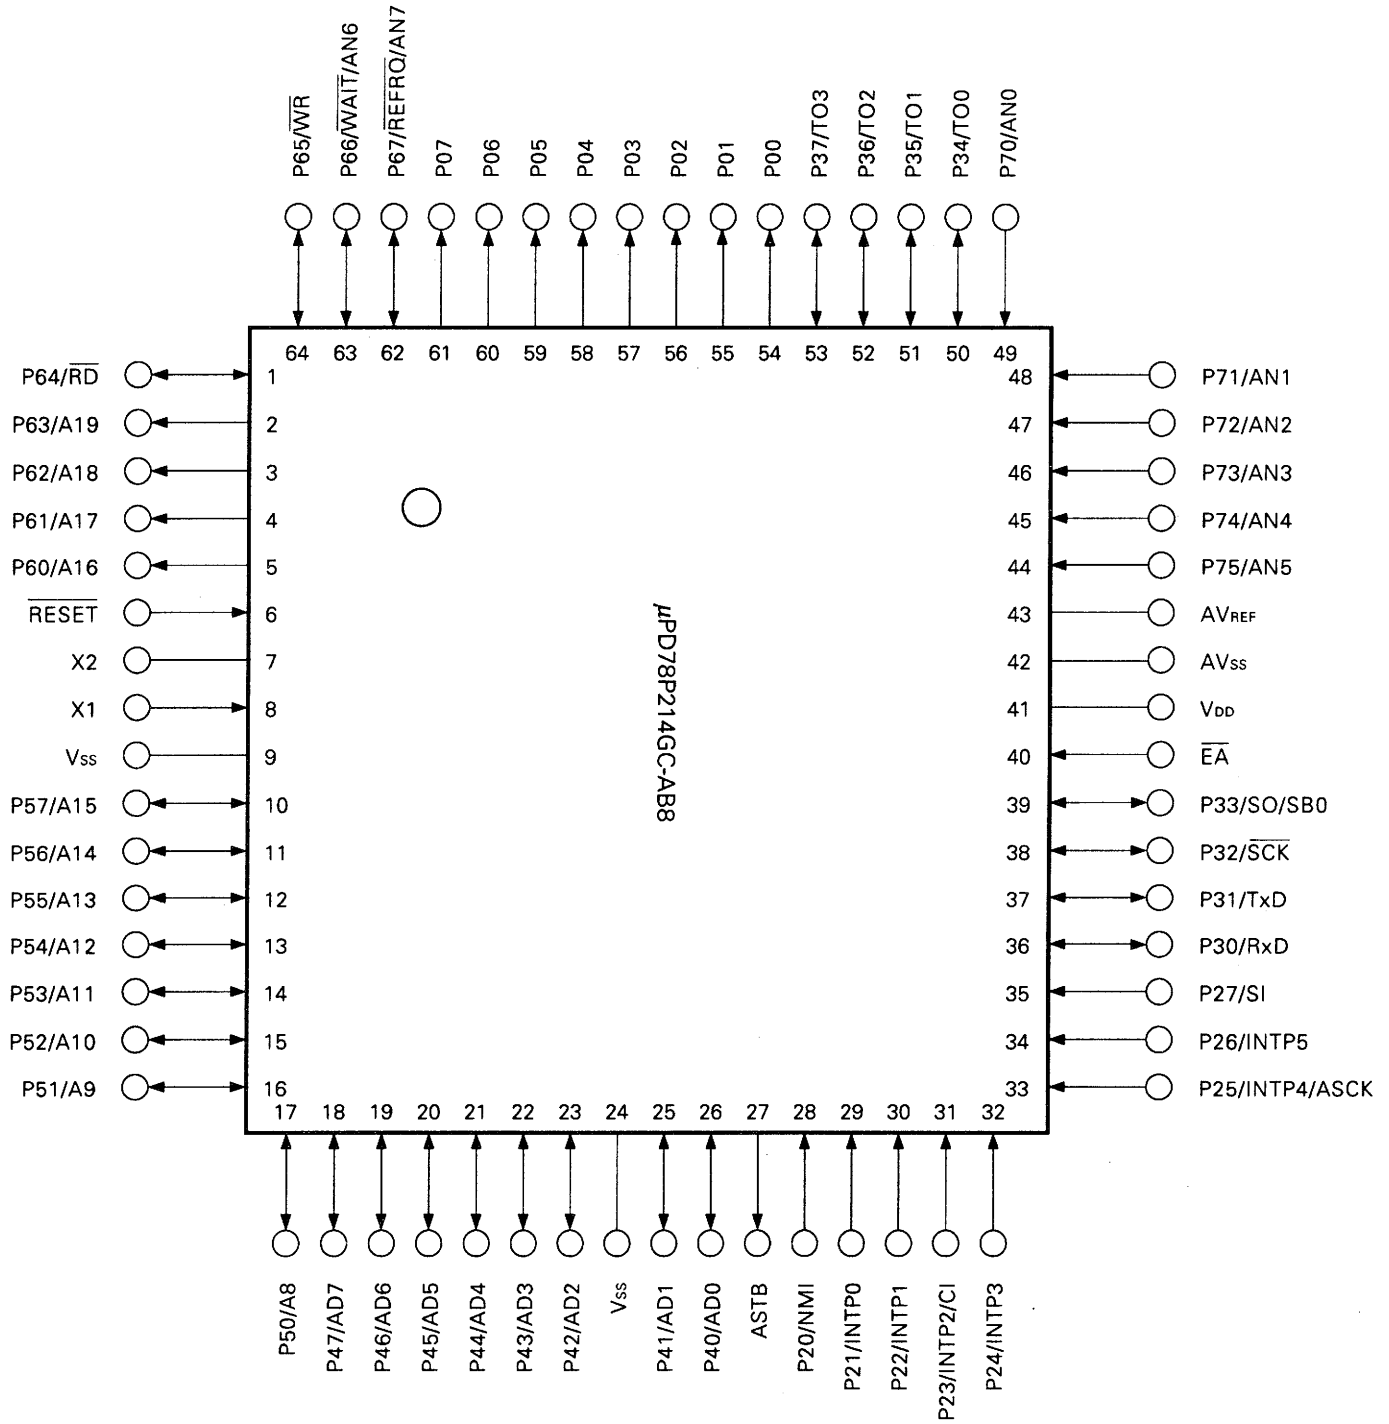 P65/WR
P66/WAIT/AN6
P67/REFRQ/AN7
P07
P06
P05
P04
P03
P02
P01
P00
P37/TO3
P36/TO2
P35/TO1
P34/TO0
P70/AN0
64 63 62 61 60 59 58 57 56 55 54 53 52 51 50 49
P64/RD 1 48 P71/AN1
P63/A19 2 47 P72/AN2
P62/A18 3 46 P73/AN3
P61/A17 4 45 P74/AN4
P60/A16 5 44 P75/AN5
RESET 6 43 AVREF
X2 7 42 AVSS
X1 8 41 VDD
VSS 9 40 EA
P57/A15 10 39 P33/SO/SB0
P56/A14 11 38 P32/SCK
P55/A13 12 37 P31/TxD
P54/A12 13 36 P30/RxD
P53/A11 14 35 P27/SI
P52/A10 15 34 P26/INTP5
P51/A9 16 33 P25/INTP4/ASCK
μPD78P214GC-AB8
17 18 19 20 21 22 23 24 25 26 27 28 29 30 31 32
P50/A8
P47/AD7
P46/AD6
P45/AD5
P44/AD4
P43/AD3
P42/AD2
VSS
P41/AD1
P40/AD0
ASTB
P20/NMI
P21/INTP0
P22/INTP1
P23/INTP2/CI
P24/INTP3